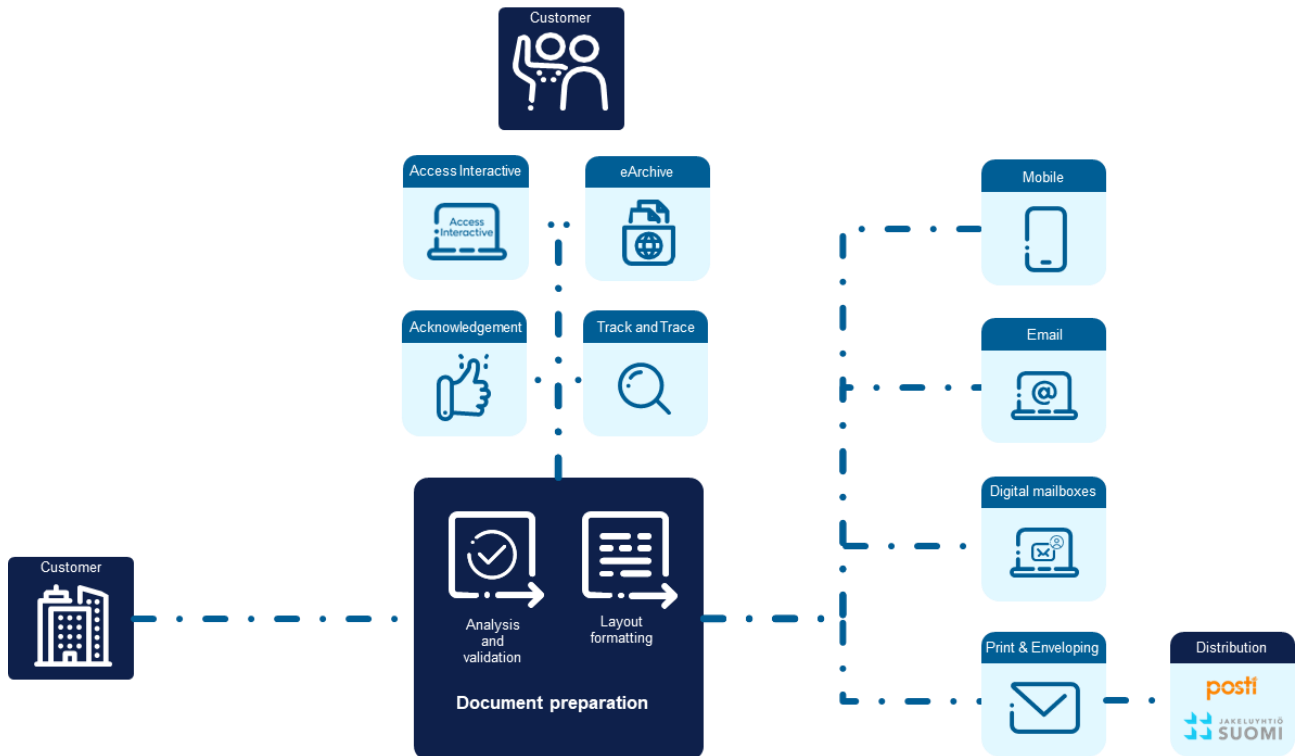 Customer
Access Interactive
eArchive
Mobile
Access
Interactive
Acknowledgement
Track and Trace
Email
@
Digital mailboxes
Customer
Analysis
and
validation
Layout
formatting
Document preparation
Print & Enveloping
Distribution
posti
JAKELUYHTIÖ
SUOMI